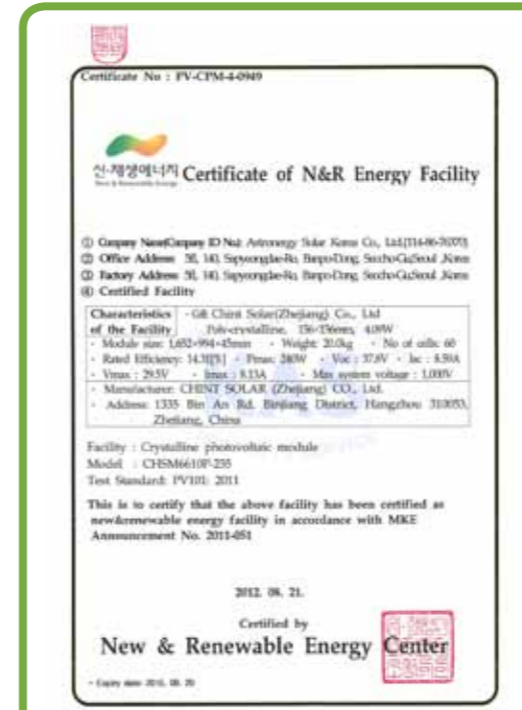 Certificate No : PV-CPM-4-0949
신·재생에너지 Certificate of N&R Energy Facility
New & Renewable Energy
① Company Name(Company ID No.): Astronergy Solar Korea Co., Ltd.
② Office Address 5F, 140, Sapyeongdae-Ro, Banpo-Dong, Seocho-Gu,Seoul ,Korea
③ Factory Address 5F, 140, Sapyeongdae-Ro, Banpo-Dong, Seocho-Gu,Seoul ,Korea
④ Certified Facility
Characteristics of the Facility
Chint Solar(Zhejiang) Co., Ltd
Poly-crystalline, 156×156mm, 4.09W
- Module size: 1,652×994×45mm - Weight: 20.0kg - No of cells: 60
- Rated Efficiency: - Pmax: 240W - Voc : 37.8V - Isc : 8.59A
- Vmax : 29.5V - Imax : 8.13A - Max system voltage : 1,000V
- Manufacturer: CHINT SOLAR (Zhejiang) CO., Ltd.
- Address: 1335 Bin An Rd, Binjiang District, Hangzhou 310053,
Zhejiang, China
Facility : Crystalline photovoltaic module
Model : CHSM6610P-235
Test Standard: PV101: 2011
This is to certify that the above facility has been certified as
new&renewable energy facility in accordance with MKE
Announcement No. 2011-051
2012. 08. 21.
Certified by
New & Renewable Energy Center
- Expiry date: 2015. 08. 20